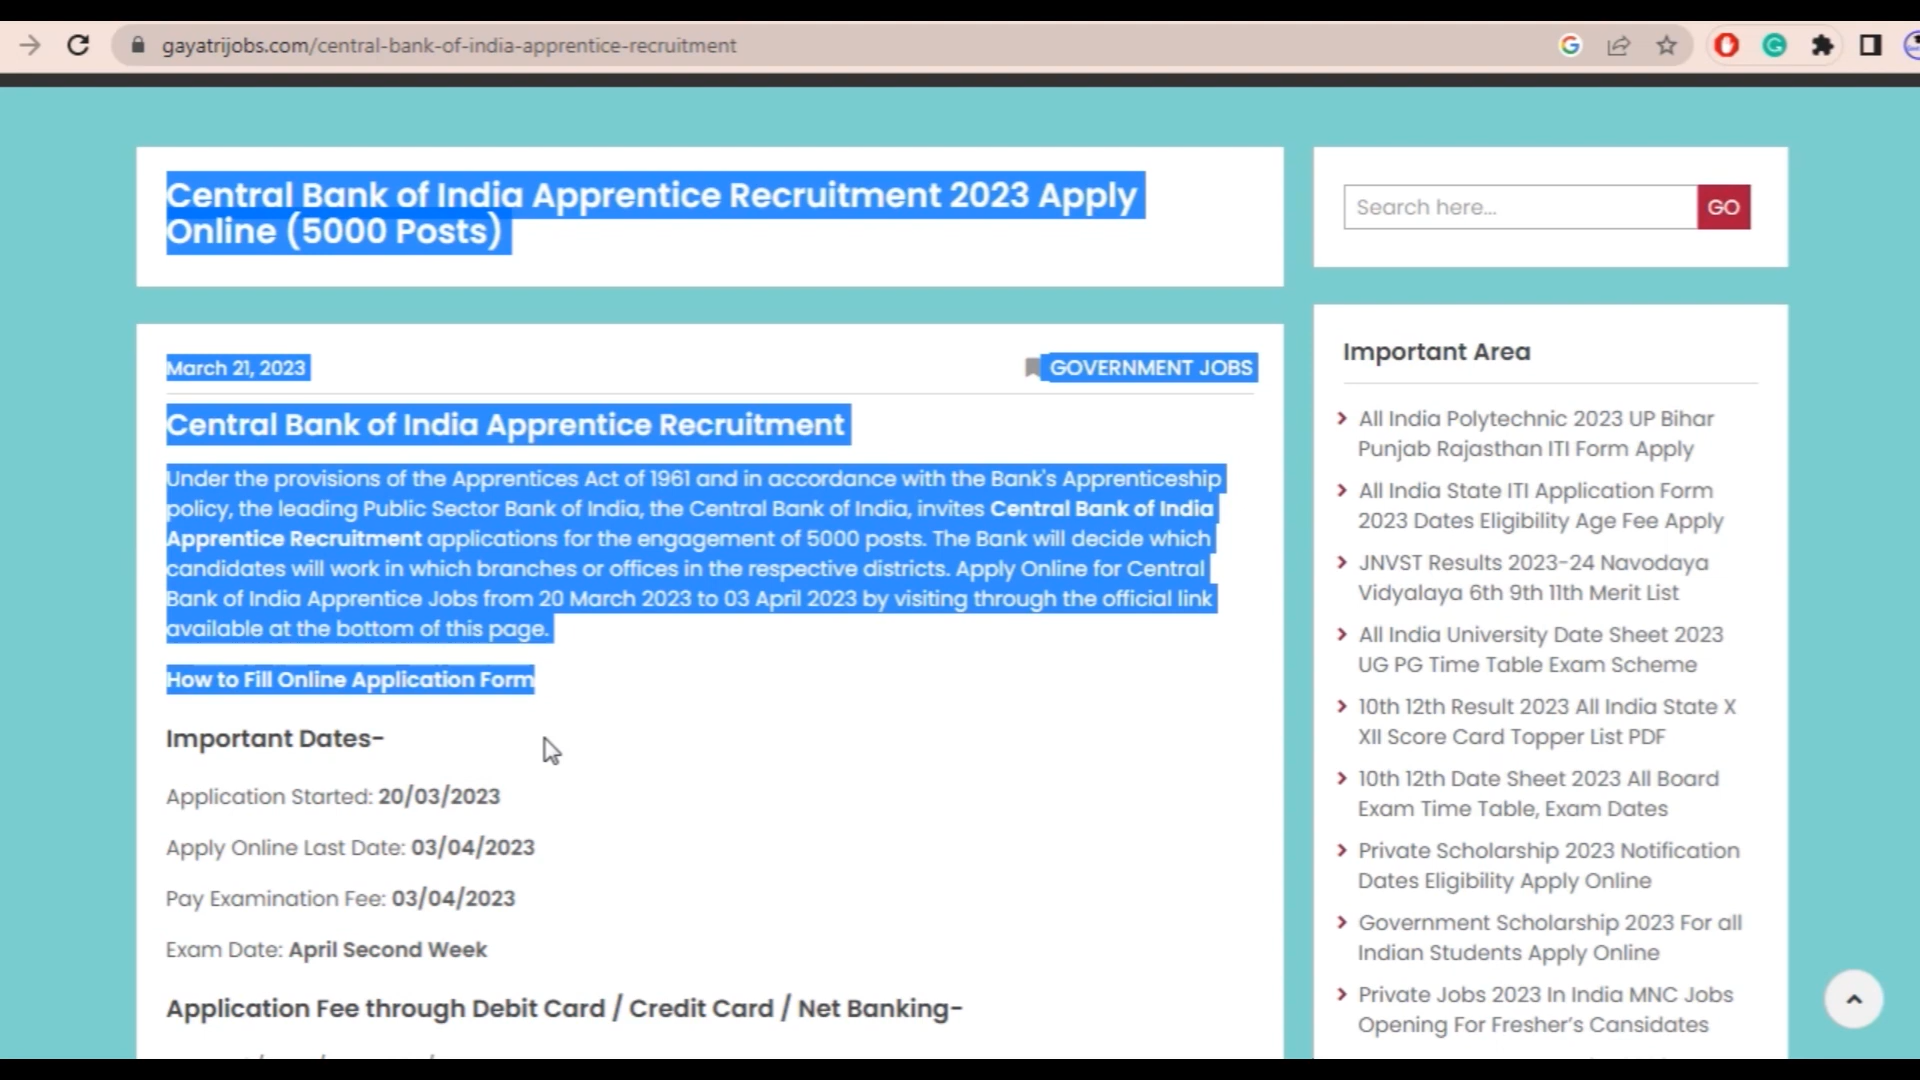 gayatrijobs.com/central-bank-of-india-apprentice-recruitment
Central Bank of India Apprentice Recruitment 2023 Apply
Online (5000 Posts)
March 21, 2023
GOVERNMENT JOBS
Central Bank of India Apprentice Recruitment
Under the provisions of the Apprentices Act of 1961 and in accordance with the Bank's Apprenticeship
policy, the leading Public Sector Bank of India, the Central Bank of India, invites Central Bank of India
Apprentice Recruitment applications for the engagement of 5000 posts. The Bank will decide which
candidates will work in which branches or offices in the respective districts. Apply Online for Central
Bank of India Apprentice Jobs from 20 March 2023 to 03 April 2023 by visiting through the official link
available at the bottom of this page.
How to Fill Online Application Form
Important Dates-
Application Started: 20/03/2023
Apply Online Last Date: 03/04/2023
Pay Examination Fee: 03/04/2023
Exam Date: April Second Week
Application Fee through Debit Card / Credit Card / Net Banking-
Search here...
GO
Important Area
All India Polytechnic 2023 UP Bihar
Punjab Rajasthan ITI Form Apply
All India State ITI Application Form
2023 Dates Eligibility Age Fee Apply
JNVST Results 2023-24 Navodaya
Vidyalaya 6th 9th 11th Merit List
All India University Date Sheet 2023
UG PG Time Table Exam Scheme
10th 12th Result 2023 All India State X
XII Score Card Topper List PDF
10th 12th Date Sheet 2023 All Board
Exam Time Table, Exam Dates
Private Scholarship 2023 Notification
Dates Eligibility Apply Online
Government Scholarship 2023 For all
Indian Students Apply Online
Private Jobs 2023 In India MNC Jobs
Opening For Fresher's Cansidates